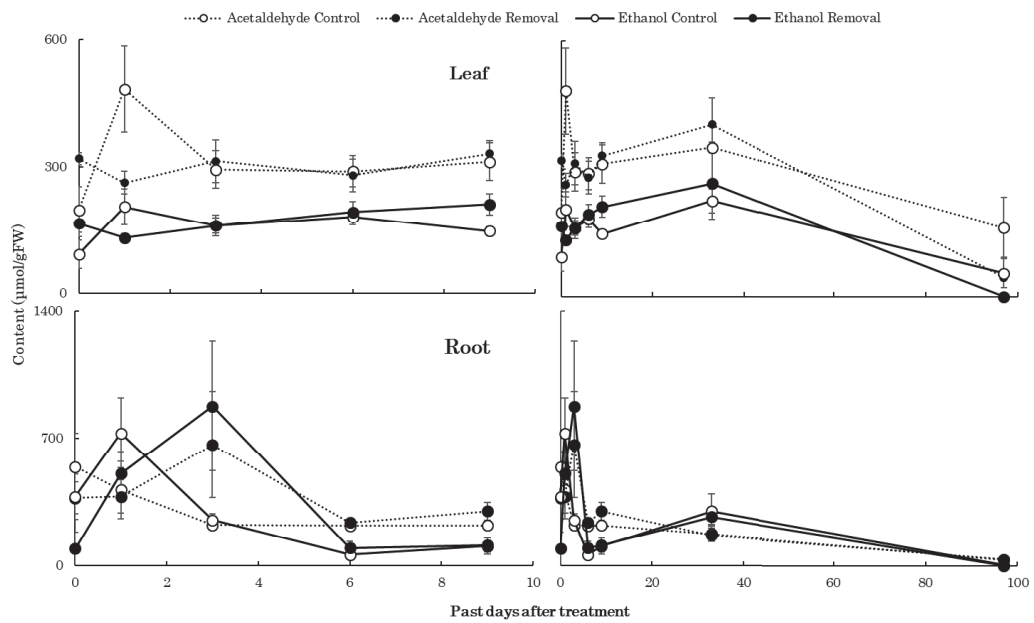 Acetaldehyde Control Acetaldehyde Removal Ethanol Control Ethanol Removal
600
Leaf
300
0
0 2 4 6 8 10 0 20 40 60 80 100
Content (µmol/gFW)
1400
Root
700
0
Past days after treatment